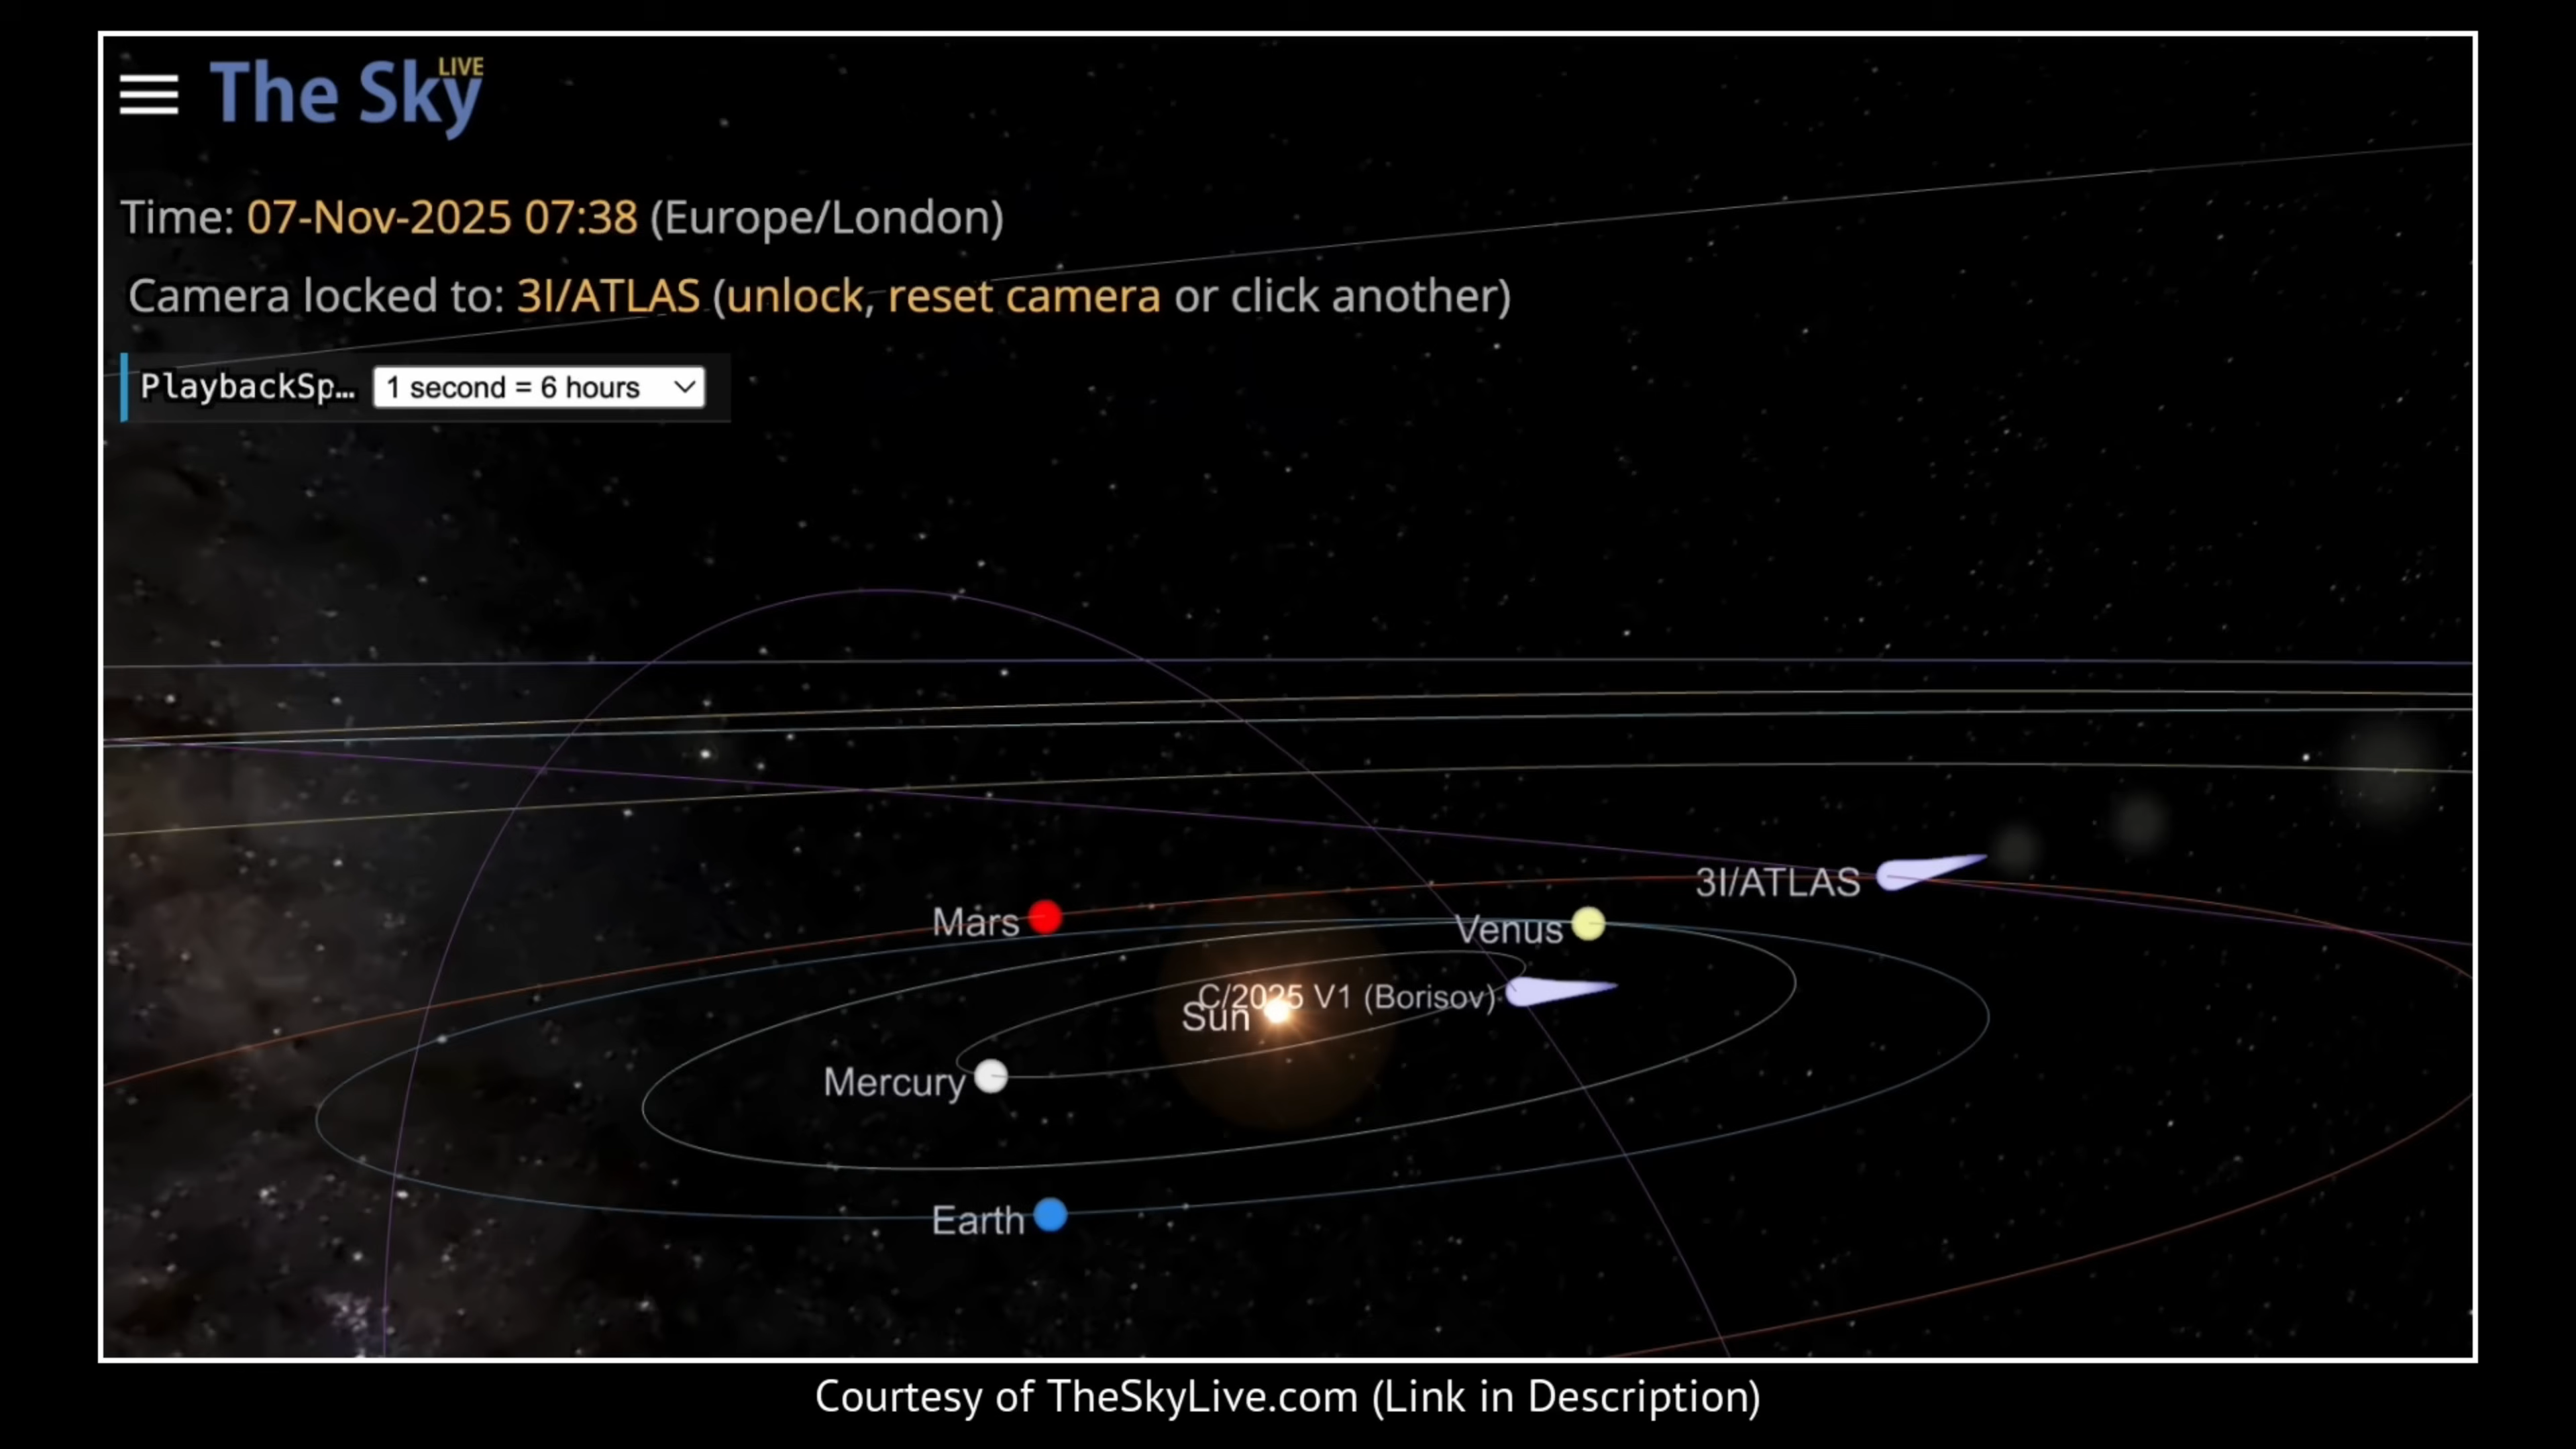 The Sky LIVE
Time: 07-Nov-2025 07:38 (Europe/London)
Camera locked to: 3I/ATLAS (unlock, reset camera or click another)
PlaybackSp… 1 second = 6 hours
3I/ATLAS
Mars
Venus
C/2025 V1 (Borisov)
Sun
Mercury
Earth
Courtesy of TheSkyLive.com (Link in Description)